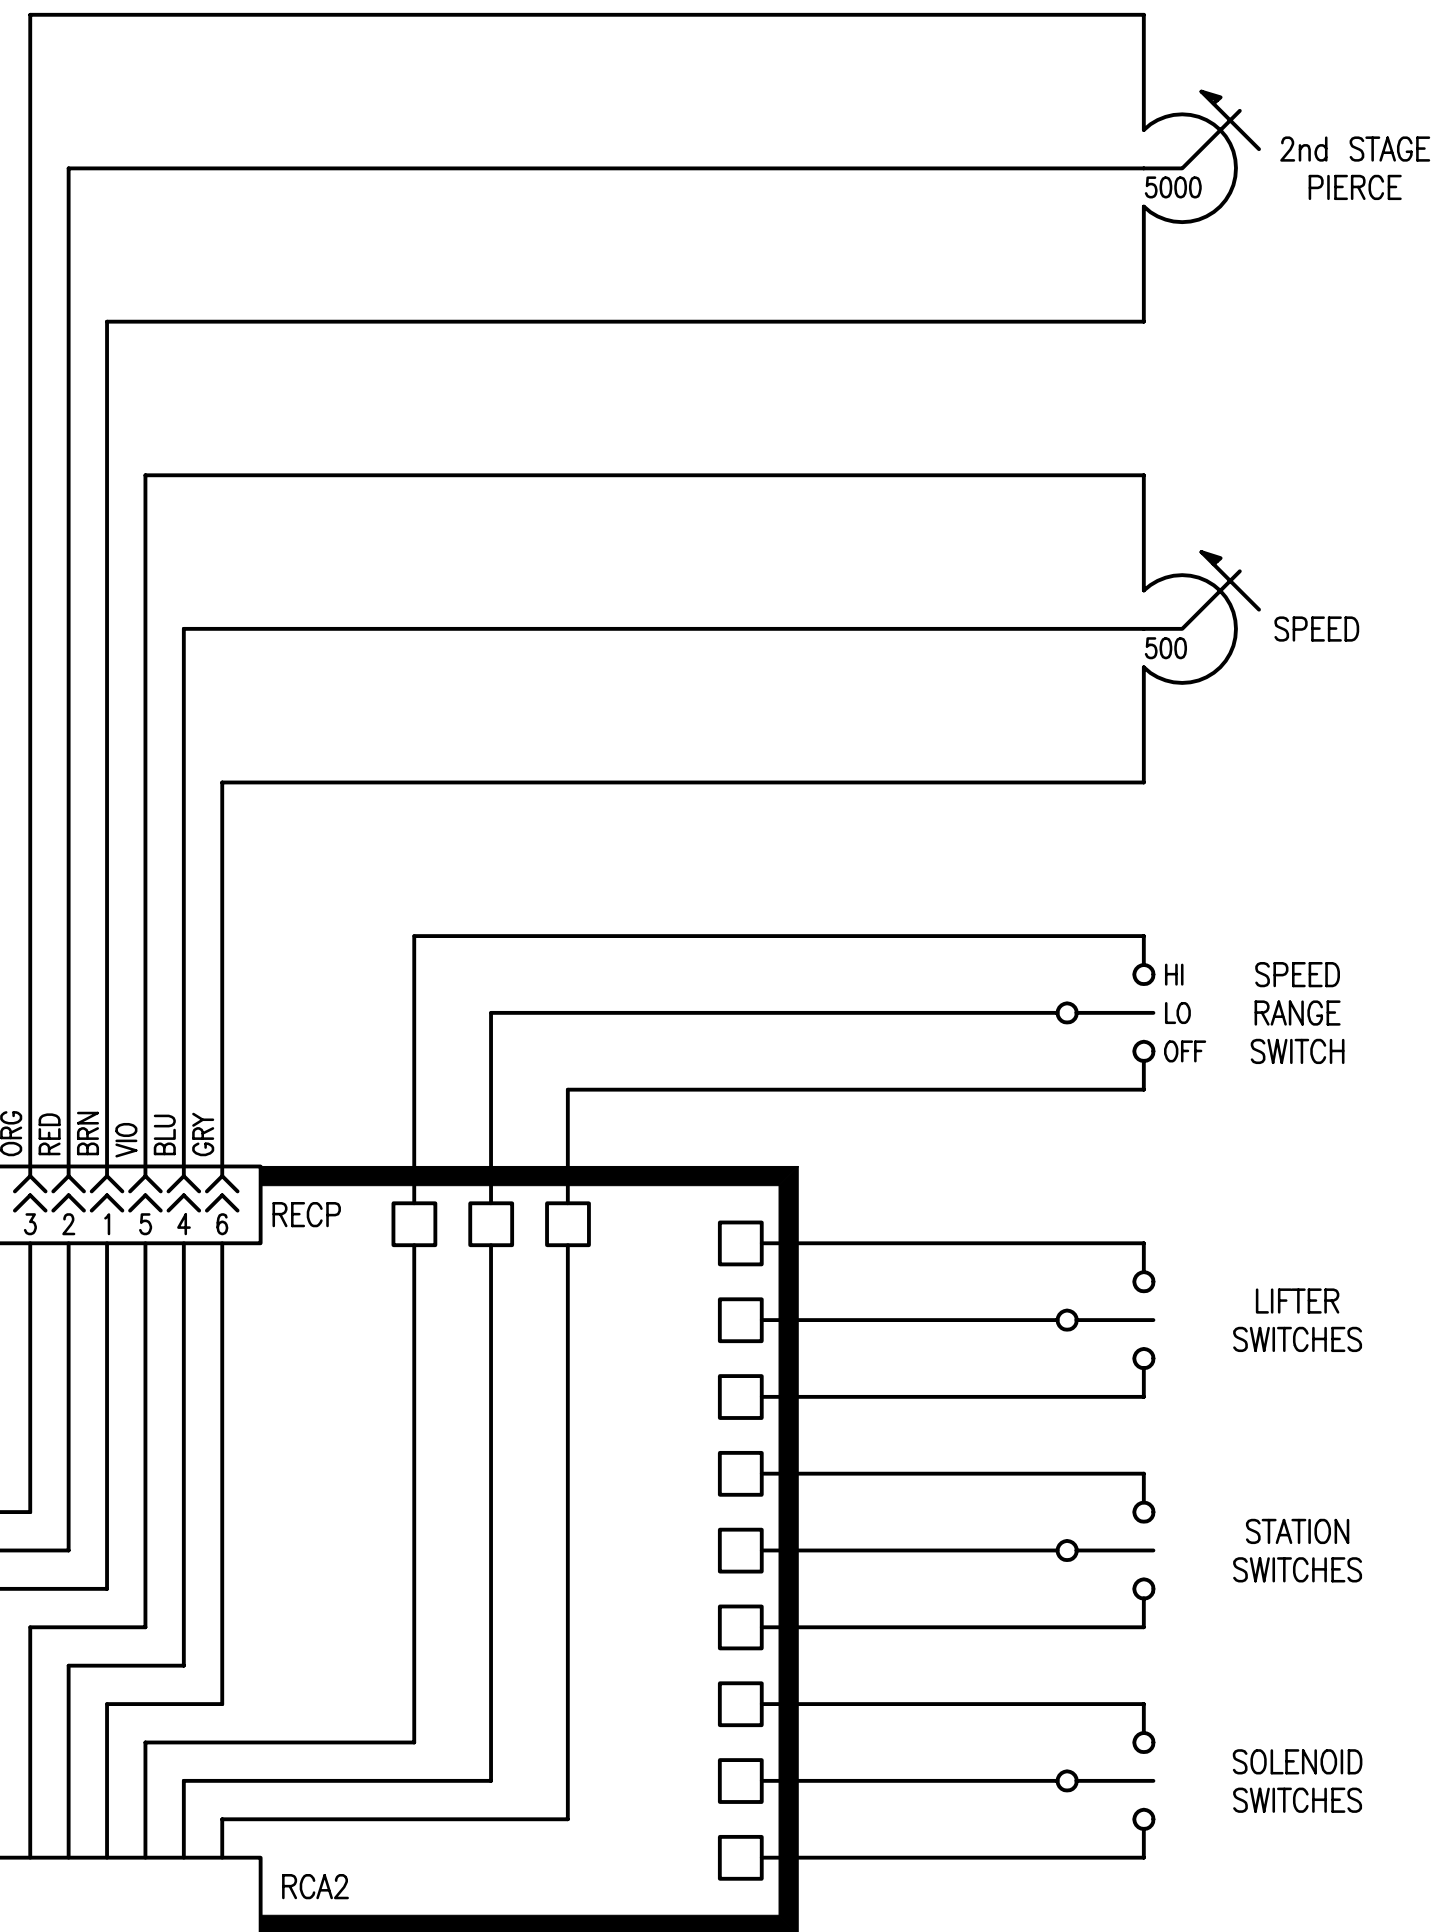 2nd STAGE
PIERCE
5000
SPEED
500
HI
LO
OFF
SPEED
RANGE
SWITCH
ORG
RED
BRN
VIO
BLU
GRY
3 2 1 5 4 6
RECP
LIFTER
SWITCHES
STATION
SWITCHES
SOLENOID
SWITCHES
RCA2